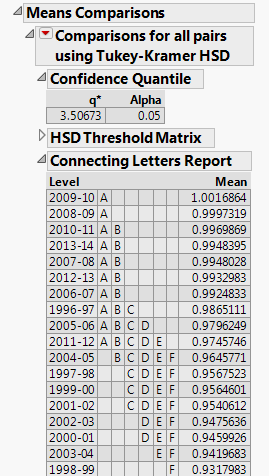 Means Comparisons
Comparisons for all pairs
using Tukey-Kramer HSD
Confidence Quantile
q* Alpha
3.50673 0.05
HSD Threshold Matrix
Connecting Letters Report
Level Mean
2009-10 A 1.0016864
2008-09 A 0.9997319
2010-11 A B 0.9969869
2013-14 A B 0.9948395
2007-08 A B 0.9948028
2012-13 A B 0.9932983
2006-07 A B 0.9924833
1996-97 A B C 0.9865111
2005-06 A B C D 0.9796249
2011-12 A B C D E 0.9745746
2004-05 B C D E F 0.9645771
1997-98 C D E F 0.9567523
1999-00 C D E F 0.9564601
2001-02 C D E F 0.9540612
2002-03 D E F 0.9475636
2000-01 D E F 0.9459926
2003-04 E F 0.9419683
1998-99 F 0.9317983